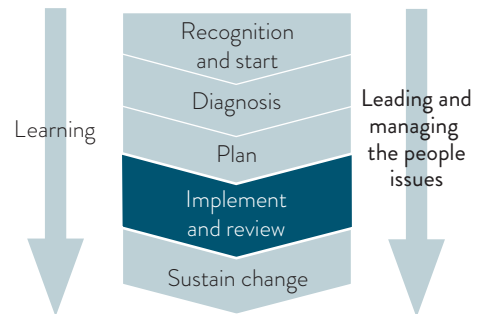 Recognition
and start
Diagnosis
Plan
Implement
and review
Sustain change
Learning
Leading and
managing
the people
issues